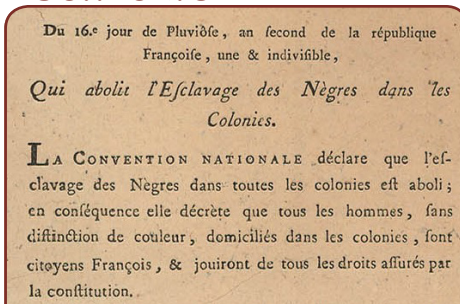 Du 16.e jour de Pluviôſe, an ſecond de la république
Françoiſe, une & indiviſible,
Qui abolit l'Eſclavage des Nègres dans les
Colonies.
LA CONVENTION NATIONALE déclare que l'eſ-
clavage des Nègres dans toutes les colonies eſt aboli;
en conſéquence elle décrète que tous les hommes, ſans
diſtinction de couleur, domiciliés dans les colonies, ſont
citoyens François, & jouiront de tous les droits aſſurés par
la conſtitution.